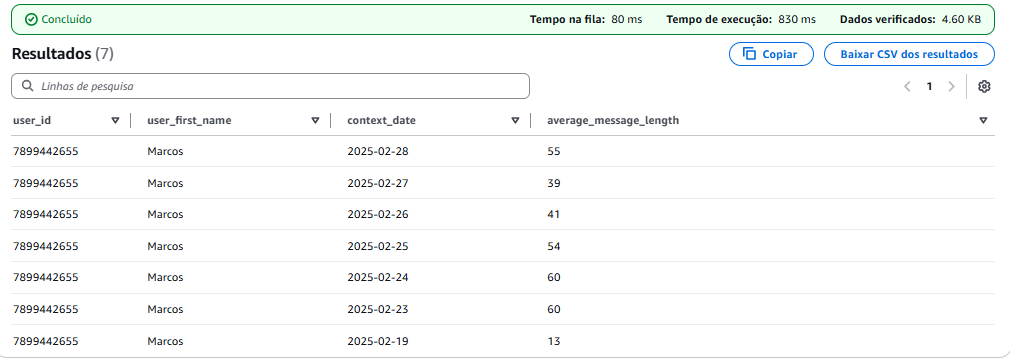 Concluído Tempo na fila: 80 ms Tempo de execução: 830 ms Dados verificados: 4.60 KB
Resultados (7) Copiar Baixar CSV dos resultados
Linhas de pesquisa 1
user_id user_first_name context_date average_message_length
7899442655 Marcos 2025-02-28 55
7899442655 Marcos 2025-02-27 39
7899442655 Marcos 2025-02-26 41
7899442655 Marcos 2025-02-25 54
7899442655 Marcos 2025-02-24 60
7899442655 Marcos 2025-02-23 60
7899442655 Marcos 2025-02-19 13